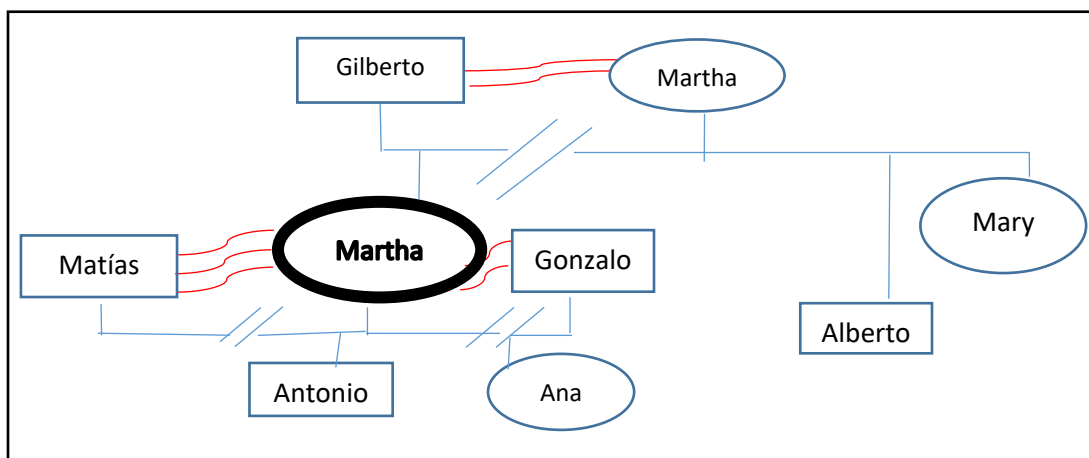 Gilberto
Martha
Martha
Mary
Matías
Gonzalo
Alberto
Antonio
Ana